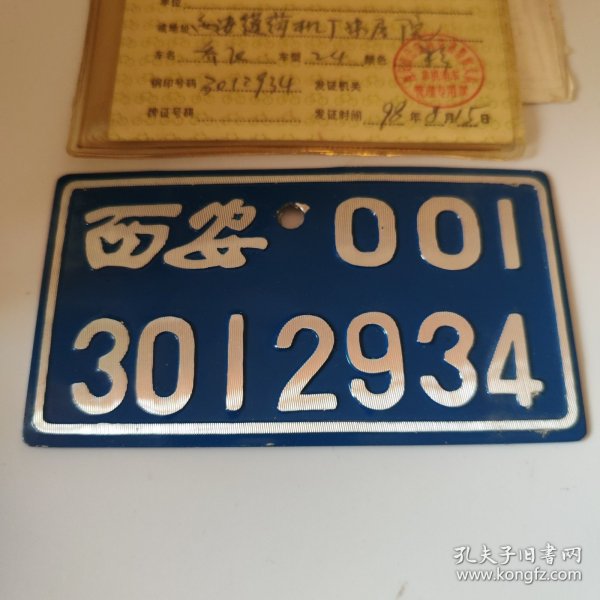 单位
车名 车型 24 颜色
钢印号码 3012934 发证机关
牌证号码 发证时间 98年8月15日
西安 001
3012934
孔夫子旧书网
www.kongfz.com